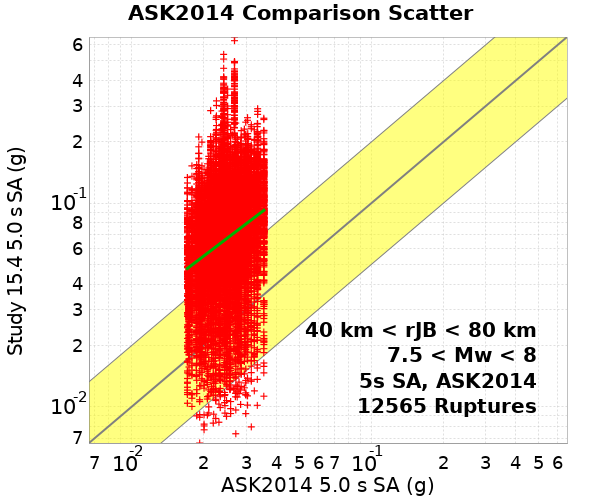 ASK2014 Comparison Scatter
Study 15.4 5.0 s SA (g)
6
4
3
2
10-1
8
6
4
3
2
10-2
7
40 km < rJB < 80 km
7.5 < Mw < 8
5s SA, ASK2014
12565 Ruptures
7 10-2 2 3 4 5 6 7 10-1 2 3 4 5 6
ASK2014 5.0 s SA (g)